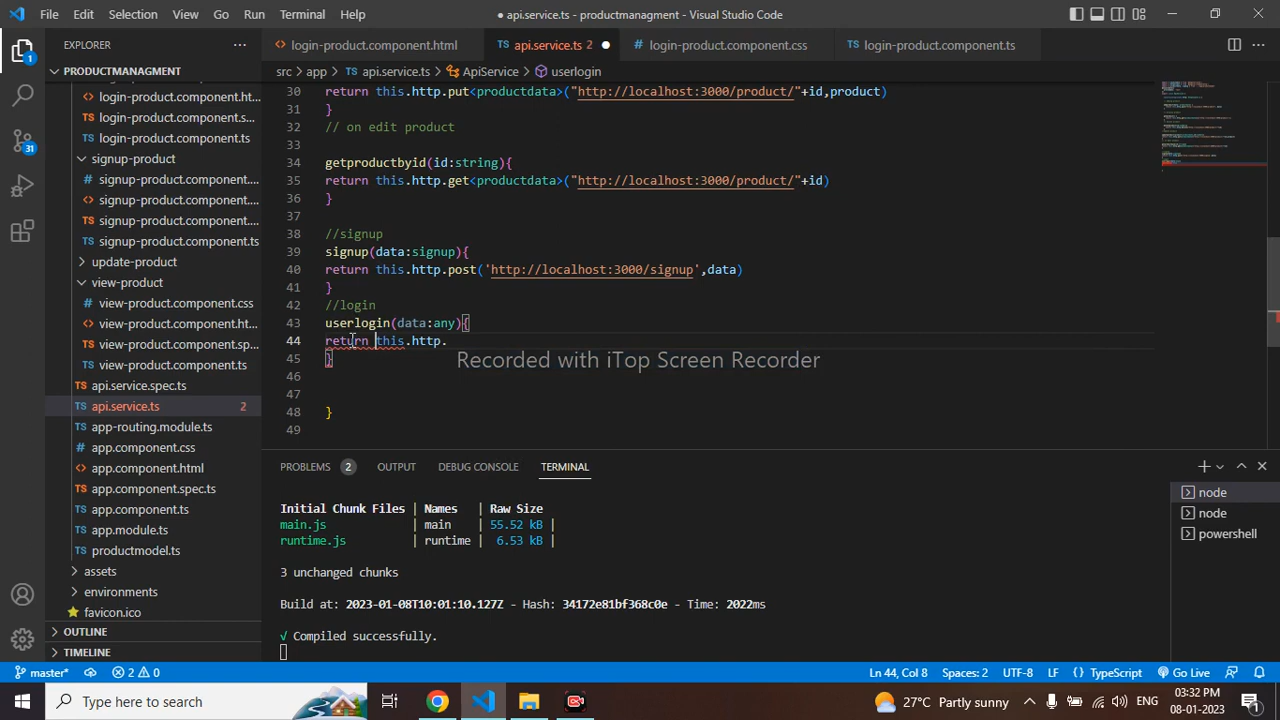 File Edit Selection View Go Run Terminal Help
● api.service.ts - productmanagment - Visual Studio Code
EXPLORER
login-product.component.html
api.service.ts 2 ●
login-product.component.css
login-product.component.ts
1
PRODUCTMANAGMENT
src > app > api.service.ts > ApiService > userlogin
login-product.component.ht...
login-product.component.s...
login-product.component.ts
signup-product
signup-product.component....
signup-product.component....
signup-product.component....
signup-product.component.ts
update-product
view-product
view-product.component.css
view-product.component.ht...
view-product.component.sp...
view-product.component.ts
api.service.spec.ts
api.service.ts 2
app-routing.module.ts
app.component.css
app.component.html
app.component.spec.ts
app.component.ts
app.module.ts
productmodel.ts
assets
environments
favicon.ico
OUTLINE
TIMELINE
31
30 return this.http.put<productdata>("http://localhost:3000/product/"+id,product)
31 }
32 // on edit product
33
34 getproductbyid(id:string){
35 return this.http.get<productdata>("http://localhost:3000/product/"+id)
36 }
37
38 //signup
39 signup(data:signup){
40 return this.http.post('http://localhost:3000/signup',data)
41 }
42 //login
43 userlogin(data:any){
44 return this.http.
45 }
46
47
48 }
49
Recorded with iTop Screen Recorder
PROBLEMS 2 OUTPUT DEBUG CONSOLE TERMINAL
Initial Chunk Files | Names | Raw Size
main.js | main | 55.52 kB |
runtime.js | runtime | 6.53 kB |
3 unchanged chunks
Build at: 2023-01-08T10:01:10.127Z - Hash: 34172e81bf368c0e - Time: 2022ms
√ Compiled successfully.
node
node
powershell
master* 2 0 Ln 44, Col 8 Spaces: 2 UTF-8 LF {} TypeScript Go Live
Type here to search
27°C Partly sunny
ENG
03:32 PM
08-01-2023
1